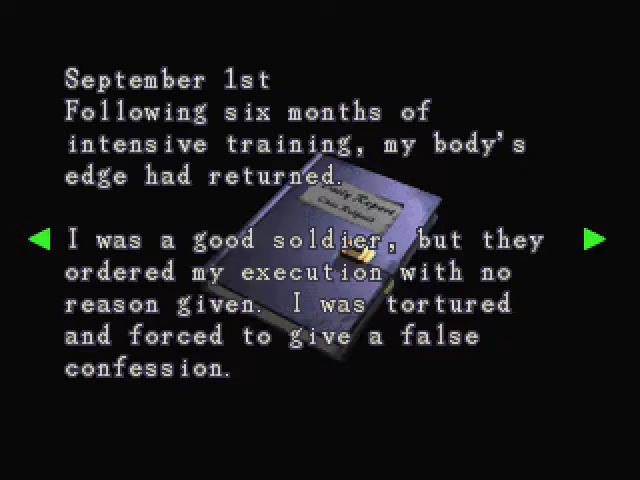 September 1st
Following six months of
intensive training, my body's
edge had returned.
I was a good soldier, but they
ordered my execution with no
reason given. I was tortured
and forced to give a false
confession.